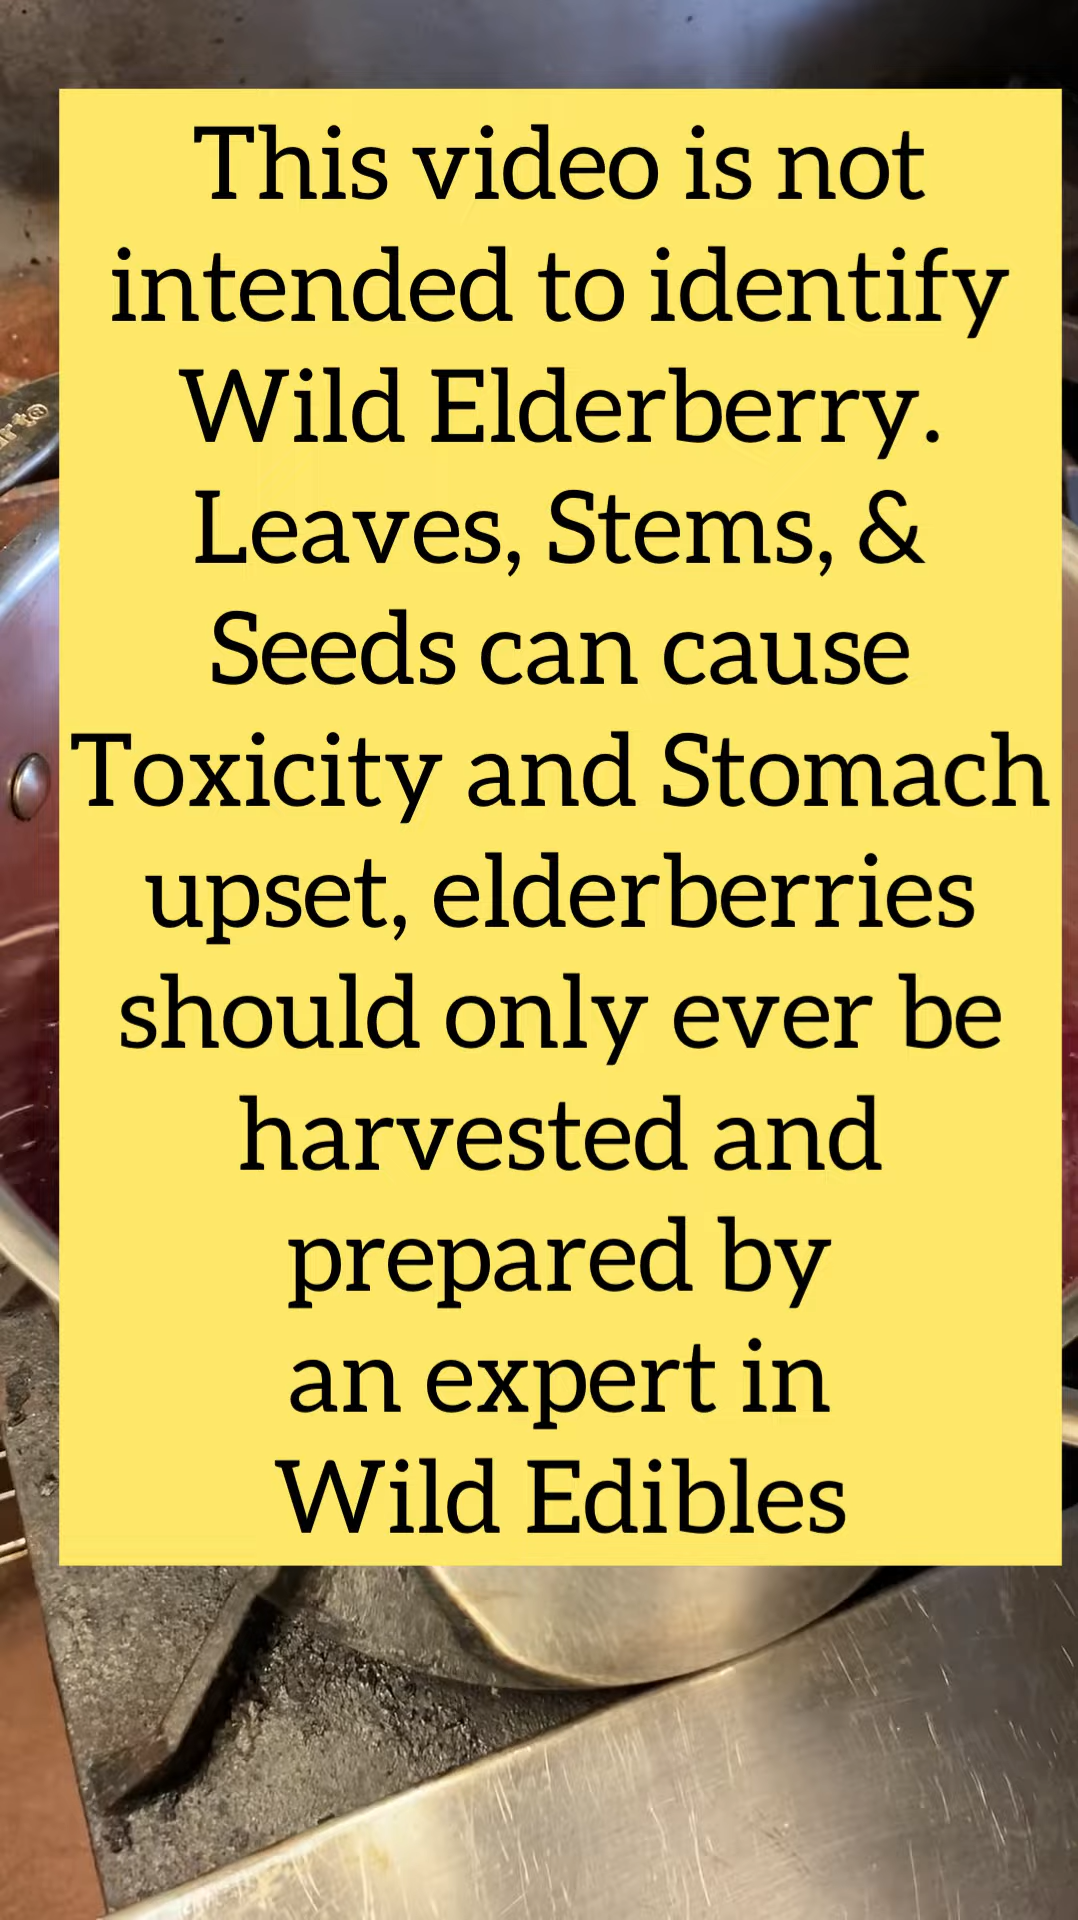 This video is not
intended to identify
Wild Elderberry.
Leaves, Stems, &
Seeds can cause
Toxicity and Stomach
upset, elderberries
should only ever be
harvested and
prepared by
an expert in
Wild Edibles